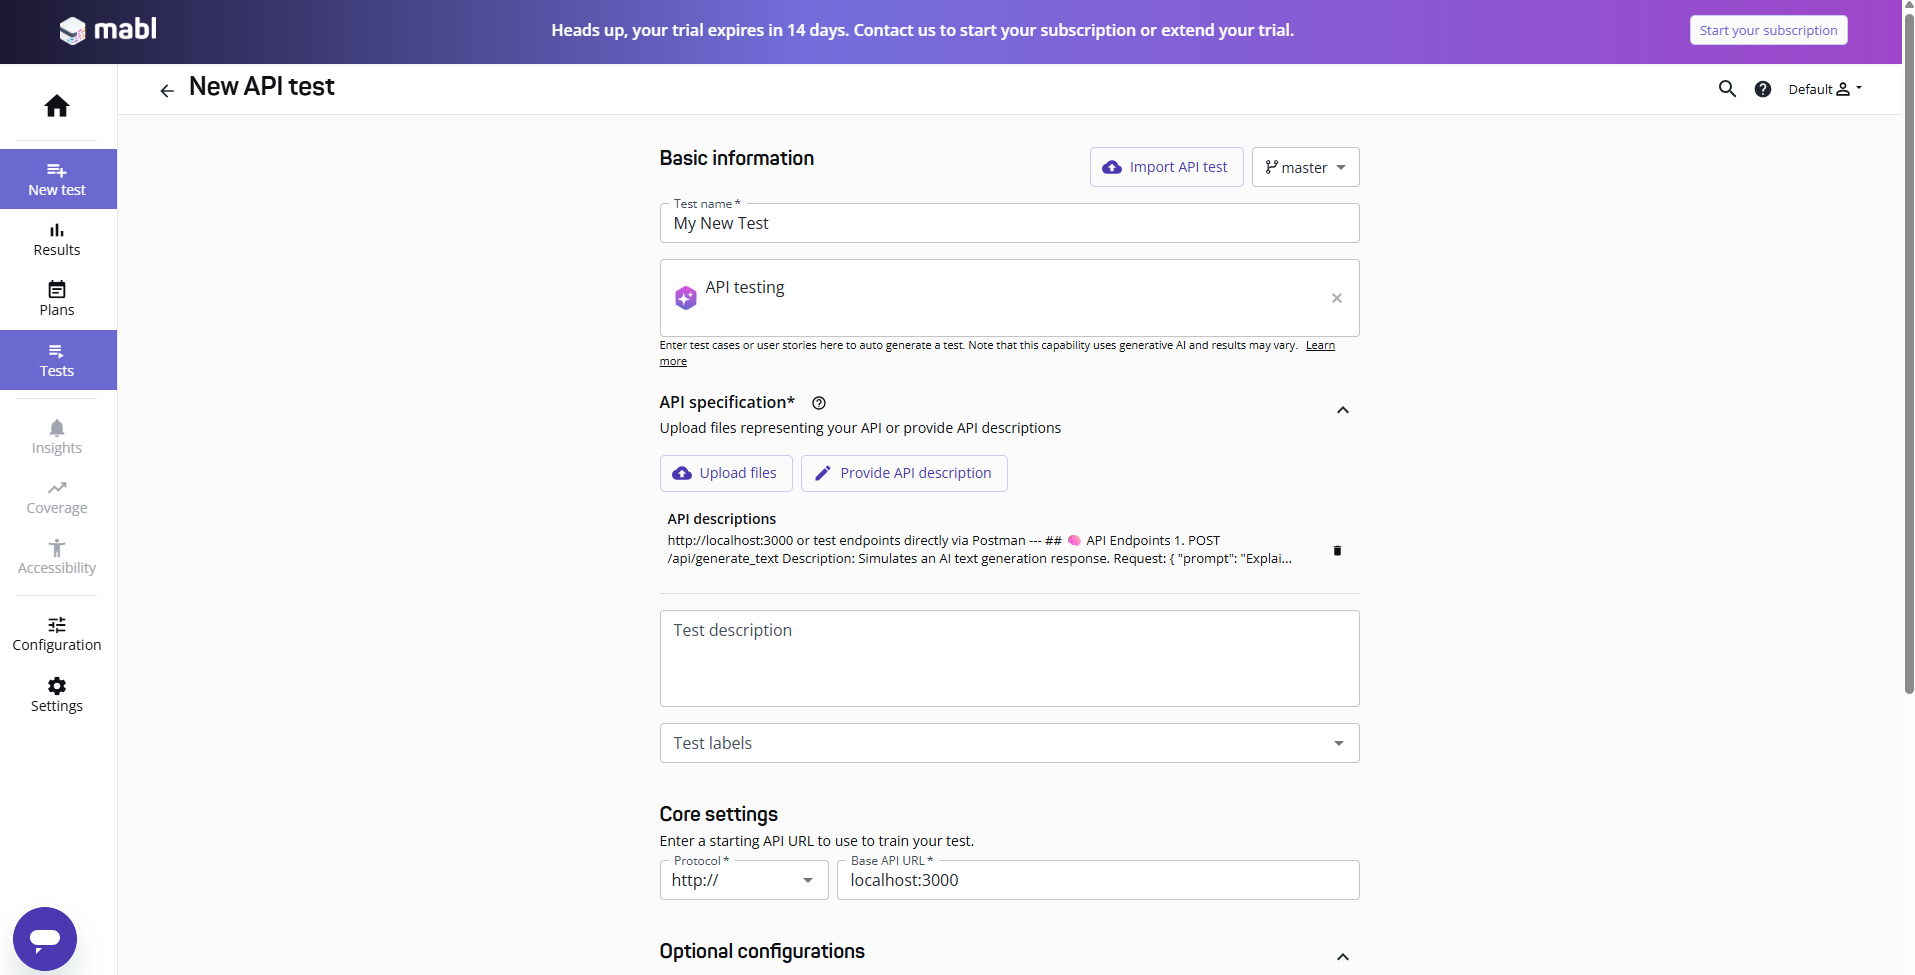 mabl
Heads up, your trial expires in 14 days. Contact us to start your subscription or extend your trial.
Start your subscription
New API test
Default
New test
Results
Plans
Tests
Insights
Coverage
Accessibility
Configuration
Settings
Basic information
Import API test
master
Test name *
My New Test
API testing
Enter test cases or user stories here to auto generate a test. Note that this capability uses generative AI and results may vary. Learn
more
API specification*
Upload files representing your API or provide API descriptions
Upload files
Provide API description
API descriptions
http://localhost:3000 or test endpoints directly via Postman --- ## 🧠 API Endpoints 1. POST
/api/generate_text Description: Simulates an AI text generation response. Request: { "prompt": "Explai...
Test description
Test labels
Core settings
Enter a starting API URL to use to train your test.
Protocol *
http://
Base API URL *
localhost:3000
Optional configurations